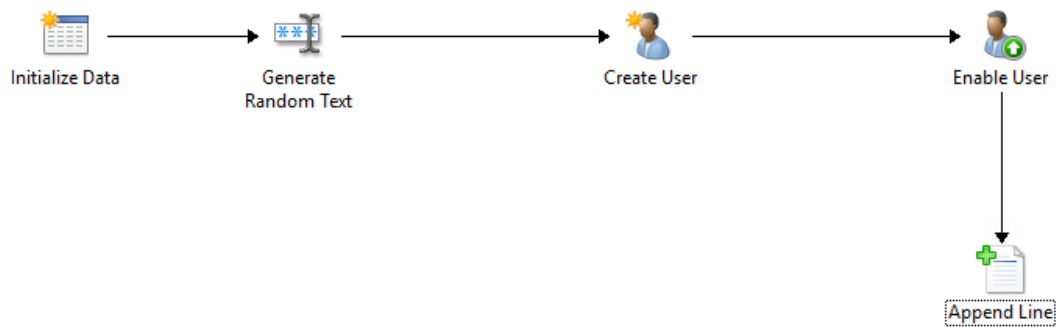 Initialize Data
Generate
Random Text
Create User
Enable User
Append Line